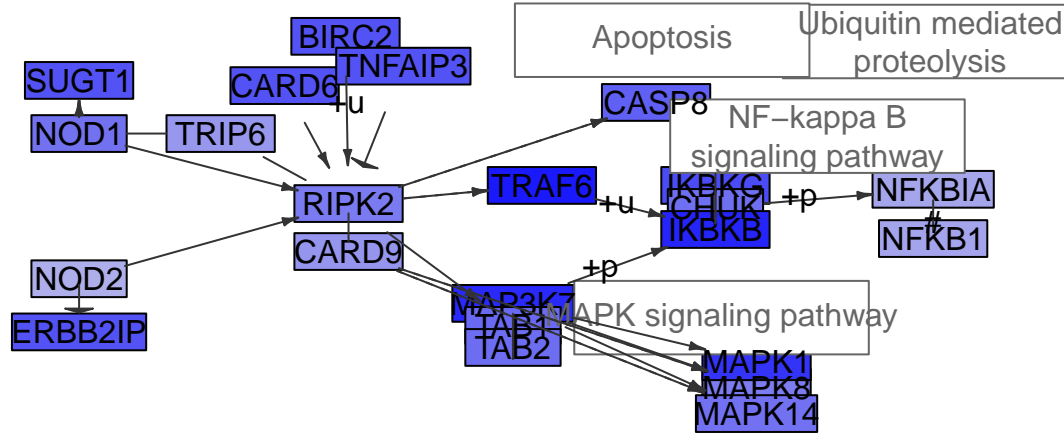 Apoptosis
Ubiquitin mediated
proteolysis
BIRC2
TNFAIP3
CARD6
+u
SUGT1
NOD1
TRIP6
CASP8
NF−kappa B
signaling pathway
RIPK2
TRAF6
+u
IKBKG
CHUK
IKBKB
+p
NFKBIA
#
NFKB1
CARD9
NOD2
ERBB2IP
+p
MAP3K7
TAB1
TAB2
MAPK signaling pathway
MAPK1
MAPK8
MAPK14